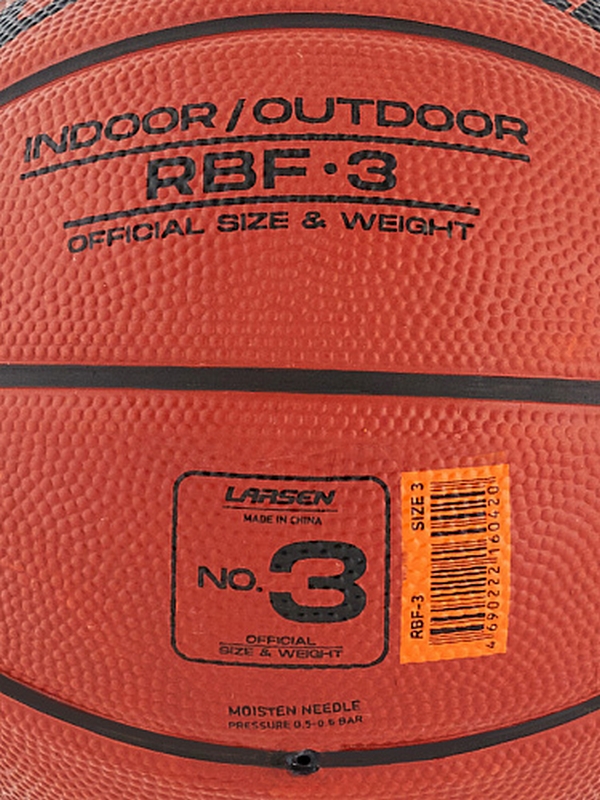 INDOOR/OUTDOOR
RBF·3
OFFICIAL SIZE & WEIGHT
LARSEN
MADE IN CHINA
NO.3
OFFICIAL
SIZE & WEIGHT
RBF-3 SIZE 3
4690222160420
MOISTEN NEEDLE
PRESSURE 0.5-0.6 BAR